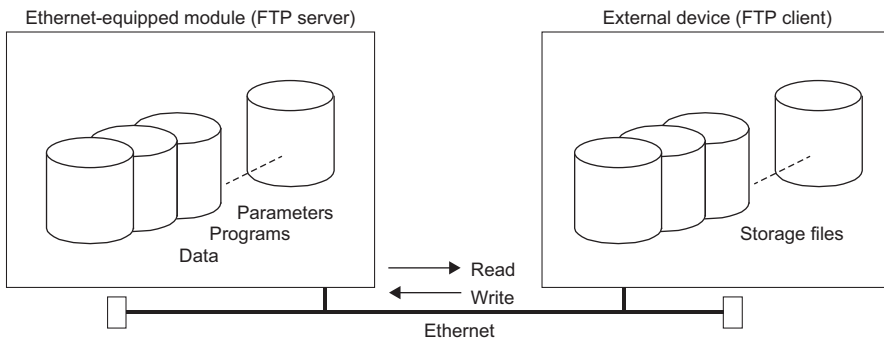 Ethernet-equipped module (FTP server)
External device (FTP client)
Parameters
Programs
Data
Storage files
Read
Write
Ethernet